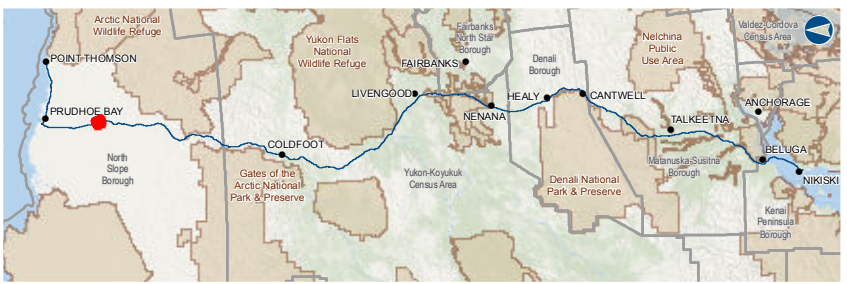 Arctic National
Wildlife Refuge
POINT THOMSON
PRUDHOE BAY
North
Slope
Borough
COLDFOOT
Gates of the
Arctic National
Park & Preserve
Yukon Flats
National
Wildlife Refuge
LIVENGOOD
FAIRBANKS
Fairbanks
North Star
Borough
NENANA
Yukon-Koyukuk
Census Area
HEALY
Denali
Borough
CANTWELL
Denali National
Park & Preserve
Nelchina
Public
Use Area
TALKEETNA
Matanuska-Susitna
Borough
Valdez-Cordova
Census Area
ANCHORAGE
BELUGA
NIKISKI
Kenai
Peninsula
Borough